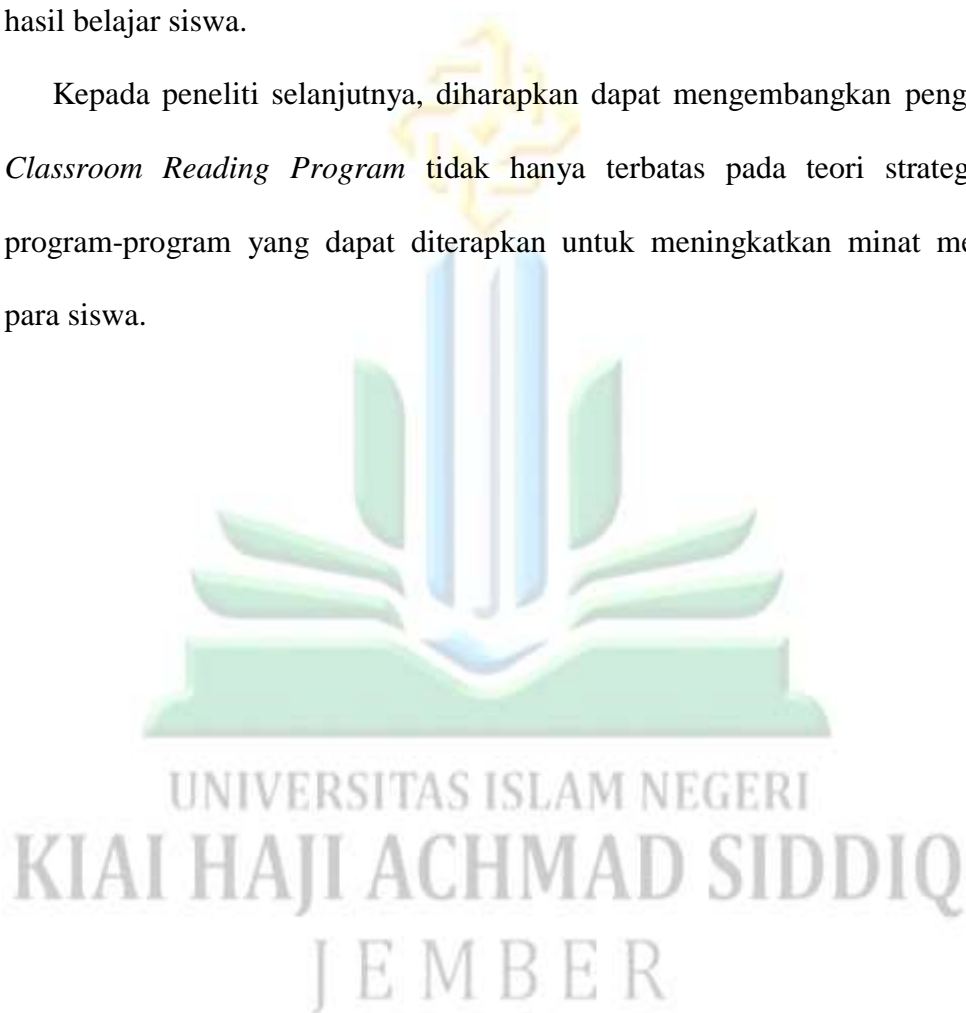 hasil belajar siswa.
Kepada peneliti selanjutnya, diharapkan dapat mengembangkan peng
Classroom Reading Program tidak hanya terbatas pada teori strateg
program-program yang dapat diterapkan untuk meningkatkan minat me
para siswa.
UNIVERSITAS ISLAM NEGERI
KIAI HAJI ACHMAD SIDDIQ
JEMBER